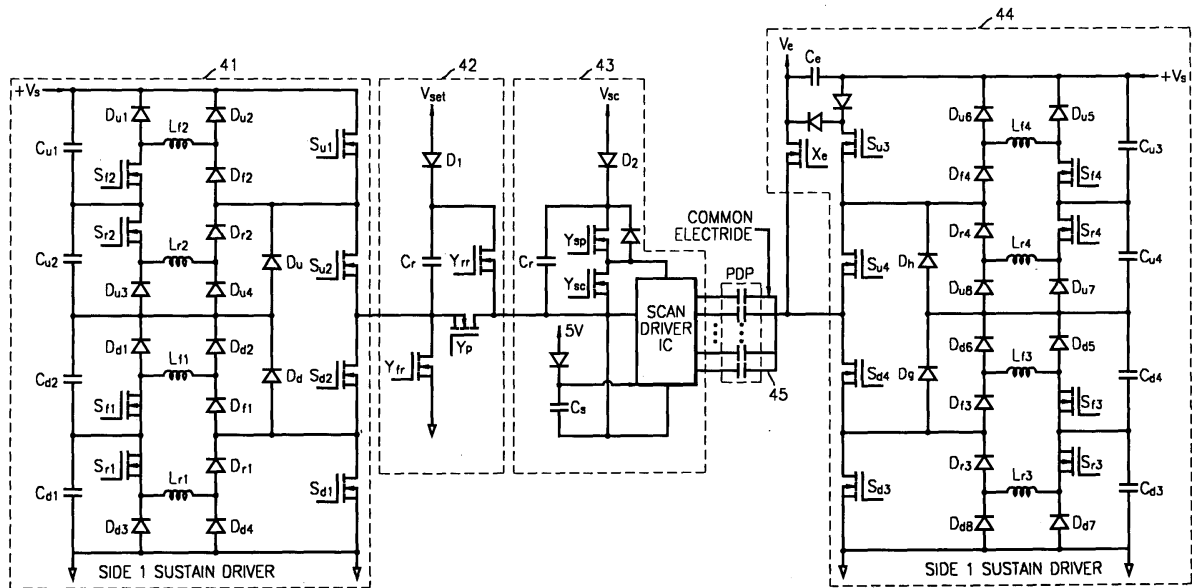 41
42
43
44
+Vs
Vset
Vsc
Ve
Ce
+Vs
Du1
Du2
Lf2
Su1
Cu1
Sf2
Df2
Sr2
Dr2
Lr2
Cu2
Du
Su2
Du3
Du4
Dd1
Dd2
Lf1
Cd2
Dd
Sd2
Sf1
Df1
Sr1
Dr1
Lr1
Cd1
Sd1
Dd3
Dd4
SIDE 1 SUSTAIN DRIVER
D1
Cr
Yrr
Yp
Yfr
D2
Cr
Ysp
Ysc
5V
Cs
SCAN
DRIVER
IC
COMMON
ELECTRIDE
PDP
45
Xe
Su3
Du6
Du5
Lf4
Cu3
Df4
Sf4
Dr4
Sr4
Su4
Dh
Lr4
Cu4
Du8
Du7
Dd6
Dd5
Sd4
Dg
Lf3
Cd4
Df3
Sf3
Dr3
Sr3
Sd3
Lr3
Cd3
Dd8
Dd7
SIDE 1 SUSTAIN DRIVER